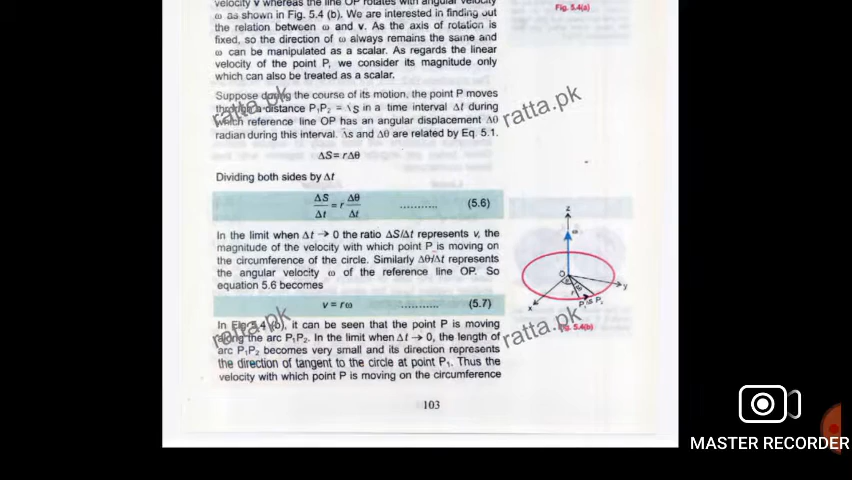 velocity v whereas the line OP rotates with angular velocity
ω as shown in Fig. 5.4 (b). We are interested in finding out
the relation between ω and v. As the axis of rotation is
fixed, so the direction of ω always remains the same and
ω can be manipulated as a scalar. As regards the linear
velocity of the point P, we consider its magnitude only
which can also be treated as a scalar.
Suppose during the course of its motion, the point P moves
through a distance P₁P₂ = Δs in a time interval Δt during
which reference line OP has an angular displacement Δθ
radian during this interval. Δs and Δθ are related by Eq. 5.1.
ΔS = rΔθ
Dividing both sides by Δt
ΔS/Δt = r Δθ/Δt ........... (5.6)
In the limit when Δt → 0 the ratio ΔS/Δt represents v, the
magnitude of the velocity with which point P is moving on
the circumference of the circle. Similarly Δθ/Δt represents
the angular velocity ω of the reference line OP. So
equation 5.6 becomes
v = rω ........... (5.7)
In Fig 5.4 (b), it can be seen that the point P is moving
along the arc P₁P₂. In the limit when Δt → 0, the length of
arc P₁P₂ becomes very small and its direction represents
the direction of tangent to the circle at point P₁. Thus the
velocity with which point P is moving on the circumference
103
Fig. 5.4(a)
z
ω
O
θ
Δθ
r
y
x
P₁ ΔS P₂
Fig. 5.4(b)
ratta.pk
ratta.pk
ratta.pk
ratta.pk
MASTER RECORDER